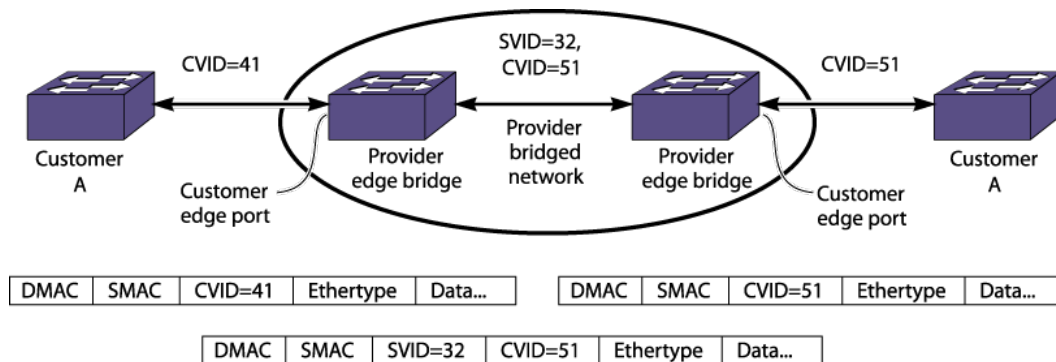 CVID=41
SVID=32,
CVID=51
CVID=51
Customer
A
Customer
edge port
Provider
edge bridge
Provider
bridged
network
Provider
edge bridge
Customer
edge port
Customer
A
DMAC SMAC CVID=41 Ethertype Data...
DMAC SMAC CVID=51 Ethertype Data...
DMAC SMAC SVID=32 CVID=51 Ethertype Data...